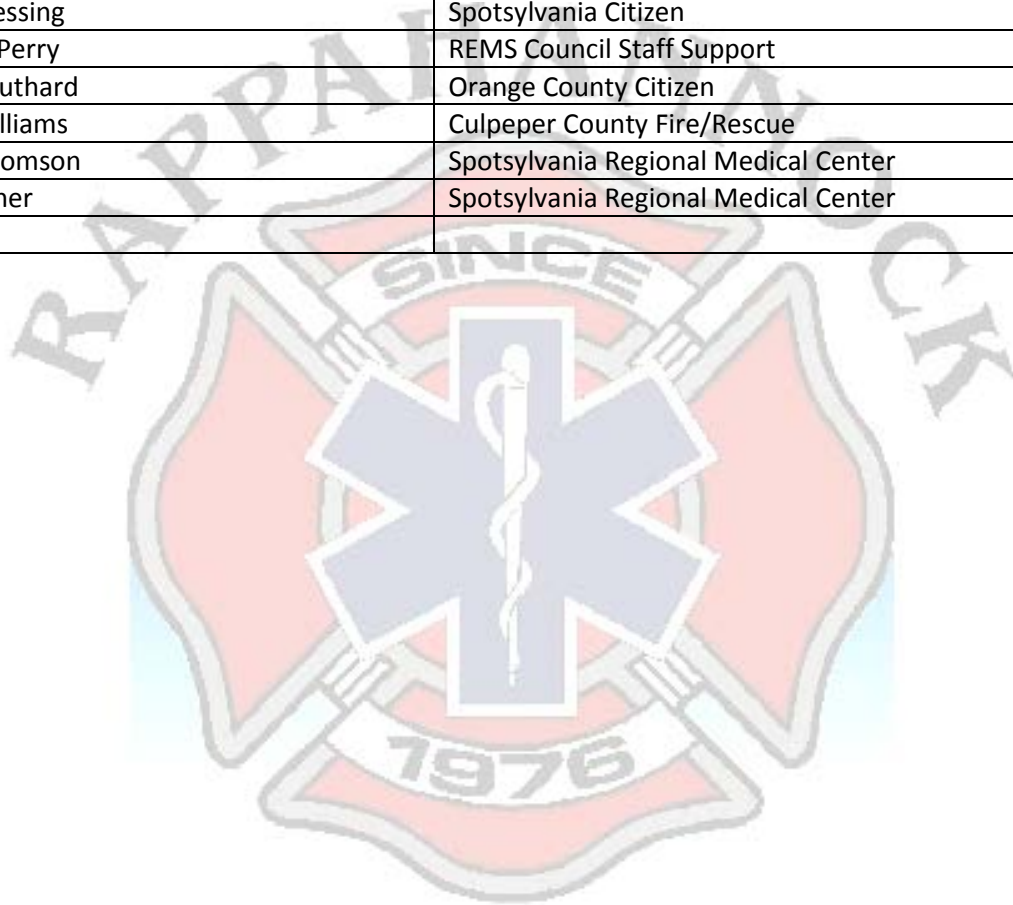 essing Spotsylvania Citizen
Perry REMS Council Staff Support
uthard Orange County Citizen
lliams Culpeper County Fire/Rescue
omson Spotsylvania Regional Medical Center
ner Spotsylvania Regional Medical Center
RAPPAHANNOCK
SINCE
1976